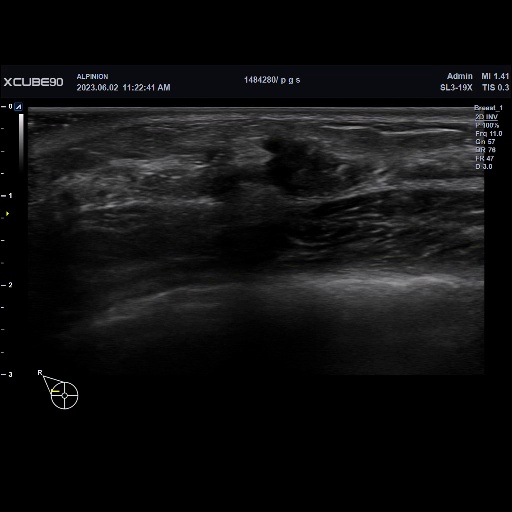 XCUBE90
ALPINION
2023.06.02 11:22:41 AM
1484280/ p g s
Admin MI 1.41
SL3-19X TIS 0.3
Breast_1
2D INV
P 100%
Frq 11.0
Gn 57
DR 76
FR 47
D 3.0
0
1
2
3
R